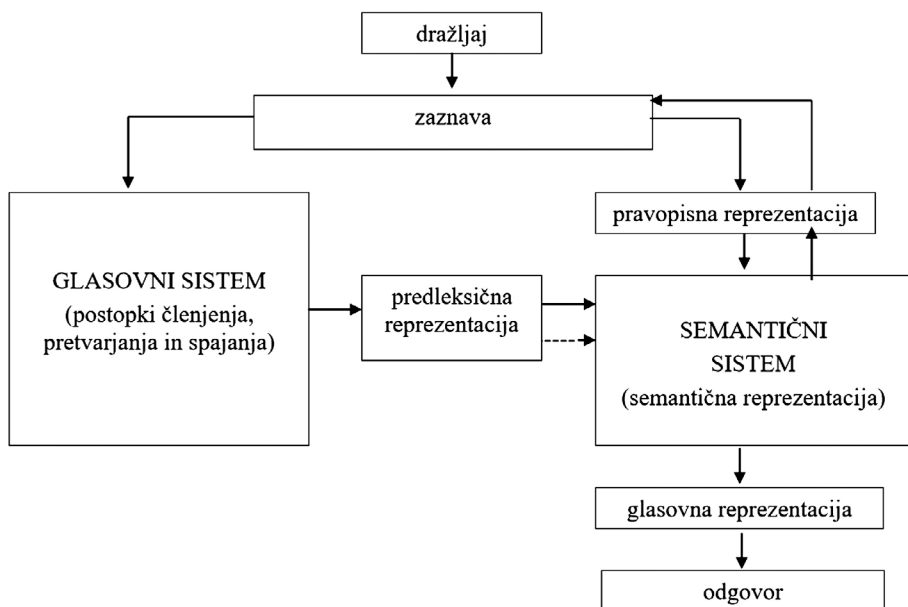 dražljaj
zaznava
pravopisna reprezentacija
GLASOVNI SISTEM
(postopki členjenja,
pretvarjanja in spajanja)
predleksična
reprezentacija
SEMANTIČNI
SISTEM
(semantična reprezentacija)
glasovna reprezentacija
odgovor